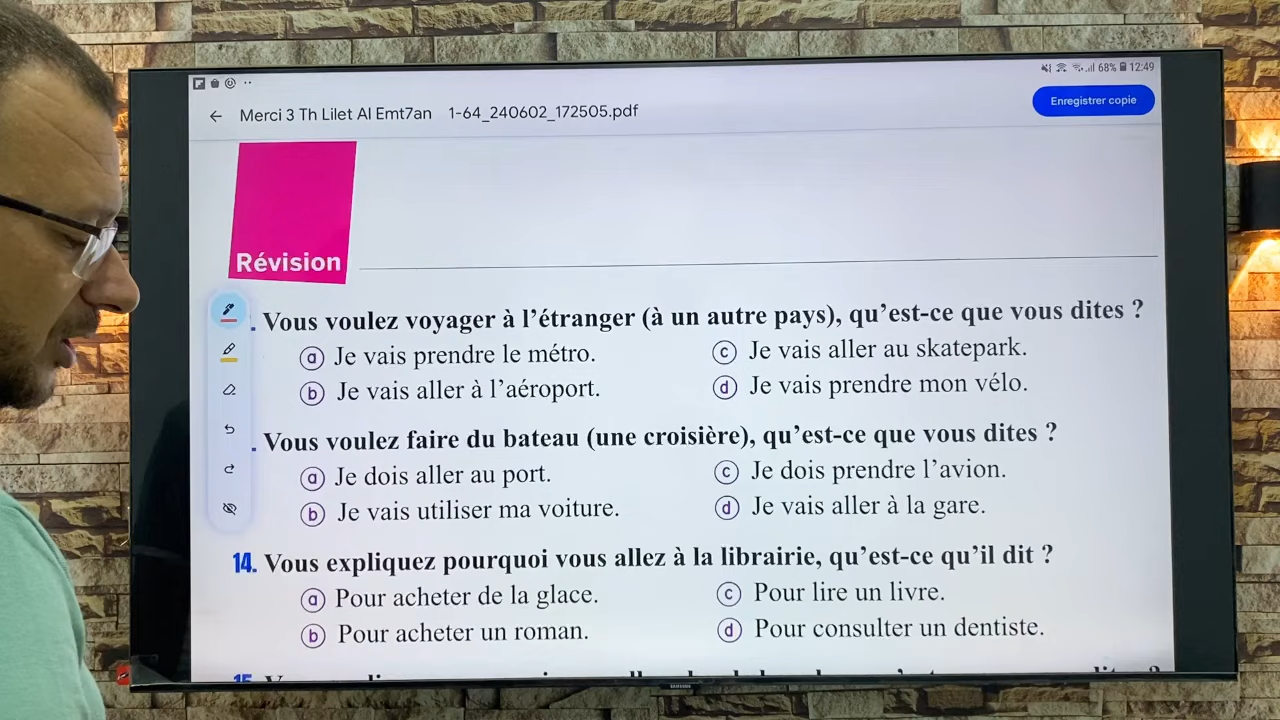 68% 12:49
Merci 3 Th Lilet Al Emt7an 1-64_240602_172505.pdf
Enregistrer copie
Révision
. Vous voulez voyager à l'étranger (à un autre pays), qu'est-ce que vous dites ?
a Je vais prendre le métro.
c Je vais aller au skatepark.
b Je vais aller à l'aéroport.
d Je vais prendre mon vélo.
. Vous voulez faire du bateau (une croisière), qu'est-ce que vous dites ?
a Je dois aller au port.
c Je dois prendre l'avion.
b Je vais utiliser ma voiture.
d Je vais aller à la gare.
14. Vous expliquez pourquoi vous allez à la librairie, qu'est-ce qu'il dit ?
a Pour acheter de la glace.
c Pour lire un livre.
b Pour acheter un roman.
d Pour consulter un dentiste.
SAMSUNG